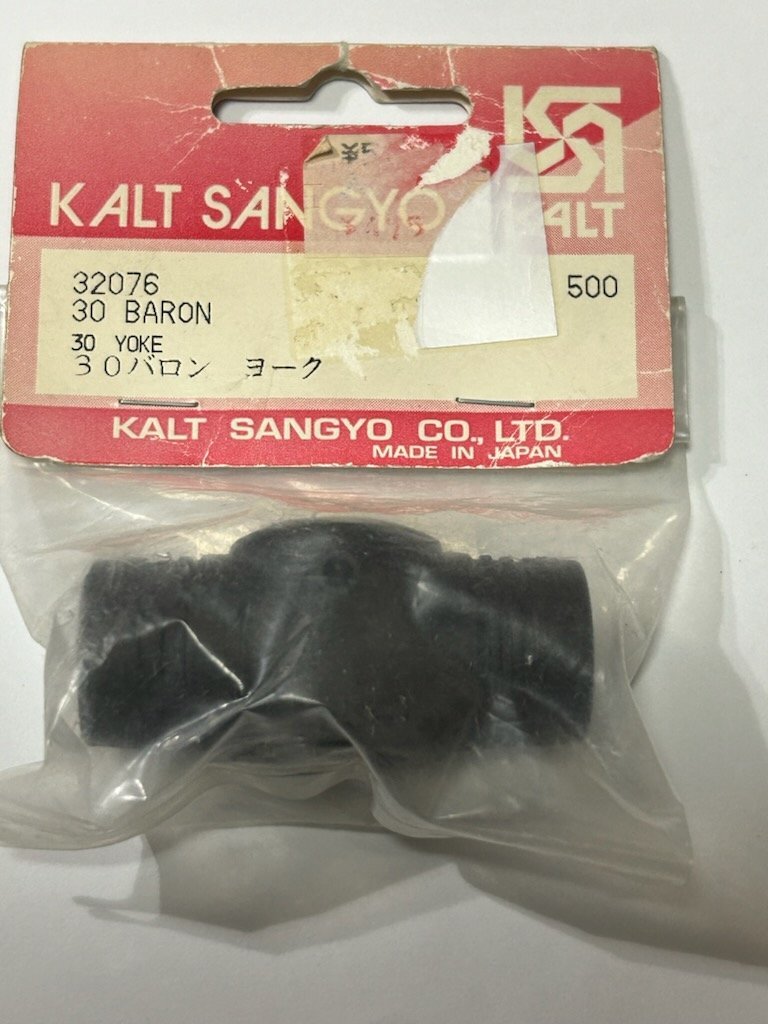 KALT SANGYO
KALT
32076
500
30 BARON
30 YOKE
30バロン ヨーク
KALT SANGYO CO., LTD.
MADE IN JAPAN